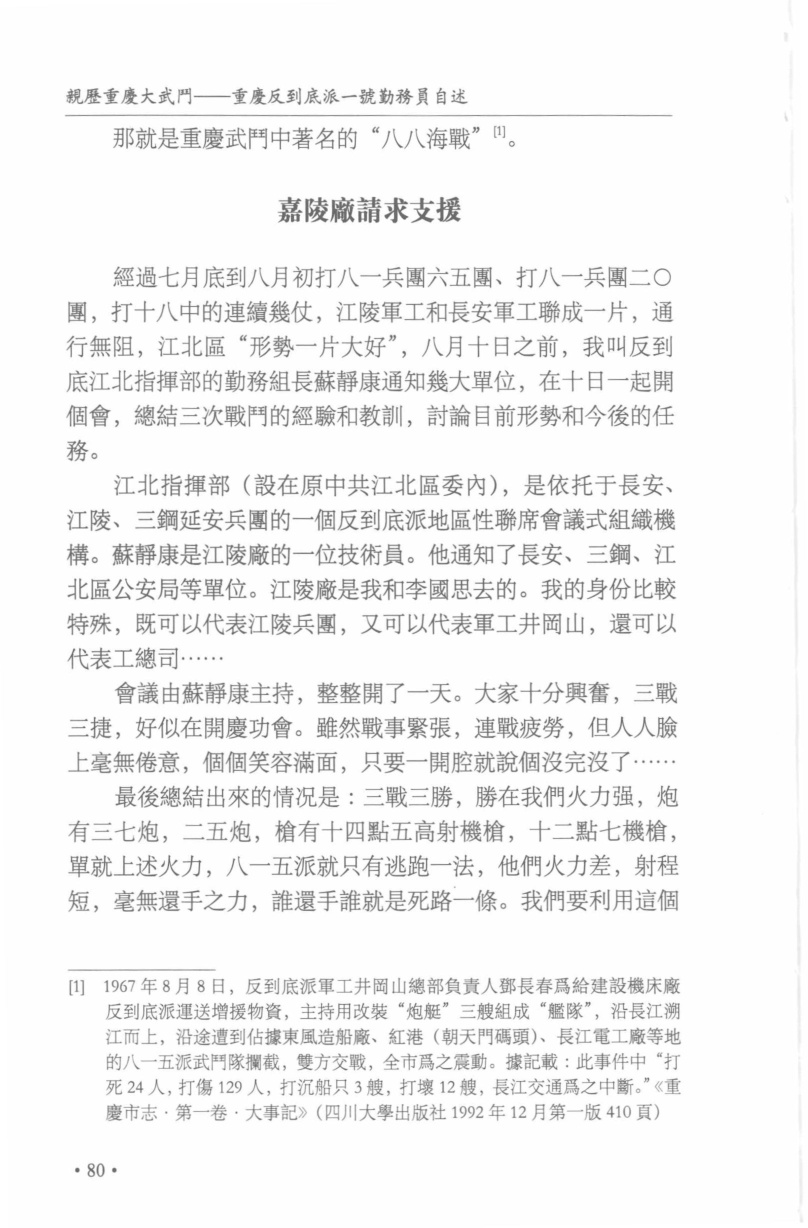 親歷重慶大武鬥——重慶反到底派一號勤務員自述
那就是重慶武鬥中著名的“八八海戰”[1]。
嘉陵廠請求支援
經過七月底到八月初打八一兵團六五團、打八一兵團二〇
團，打十八中的連續幾仗，江陵軍工和長安軍工聯成一片，通
行無阻，江北區“形勢一片大好”，八月十日之前，我叫反到
底江北指揮部的勤務組長蘇靜康通知幾大單位，在十日一起開
個會，總結三次戰鬥的經驗和教訓，討論目前形勢和今後的任
務。
江北指揮部（設在原中共江北區委內），是依托于長安、
江陵、三鋼延安兵團的一個反到底派地區性聯席會議式組織機
構。蘇靜康是江陵廠的一位技術員。他通知了長安、三鋼、江
北區公安局等單位。江陵廠是我和李國思去的。我的身份比較
特殊，既可以代表江陵兵團，又可以代表軍工井岡山，還可以
代表工總司……
會議由蘇靜康主持，整整開了一天。大家十分興奮，三戰
三捷，好似在開慶功會。雖然戰事緊張，連戰疲勞，但人人臉
上毫無倦意，個個笑容滿面，只要一開腔就說個沒完沒了……
最後總結出來的情况是：三戰三勝，勝在我們火力强，炮
有三七炮，二五炮，槍有十四點五高射機槍，十二點七機槍，
單就上述火力，八一五派就只有逃跑一法，他們火力差，射程
短，毫無還手之力，誰還手誰就是死路一條。我們要利用這個
[1] 1967年8月8日，反到底派軍工井岡山總部負責人鄧長春爲給建設機床廠
反到底派運送增援物資，主持用改裝“炮艇”三艘組成“艦隊”，沿長江溯
江而上，沿途遭到佔據東風造船廠、紅港（朝天門碼頭）、長江電工廠等地
的八一五派武鬥隊攔截，雙方交戰，全市爲之震動。據記載：此事件中“打
死24人，打傷129人，打沉船只3艘，打壞12艘，長江交通爲之中斷。”《重
慶市志·第一卷·大事記》（四川大學出版社1992年12月第一版410頁）
·80·